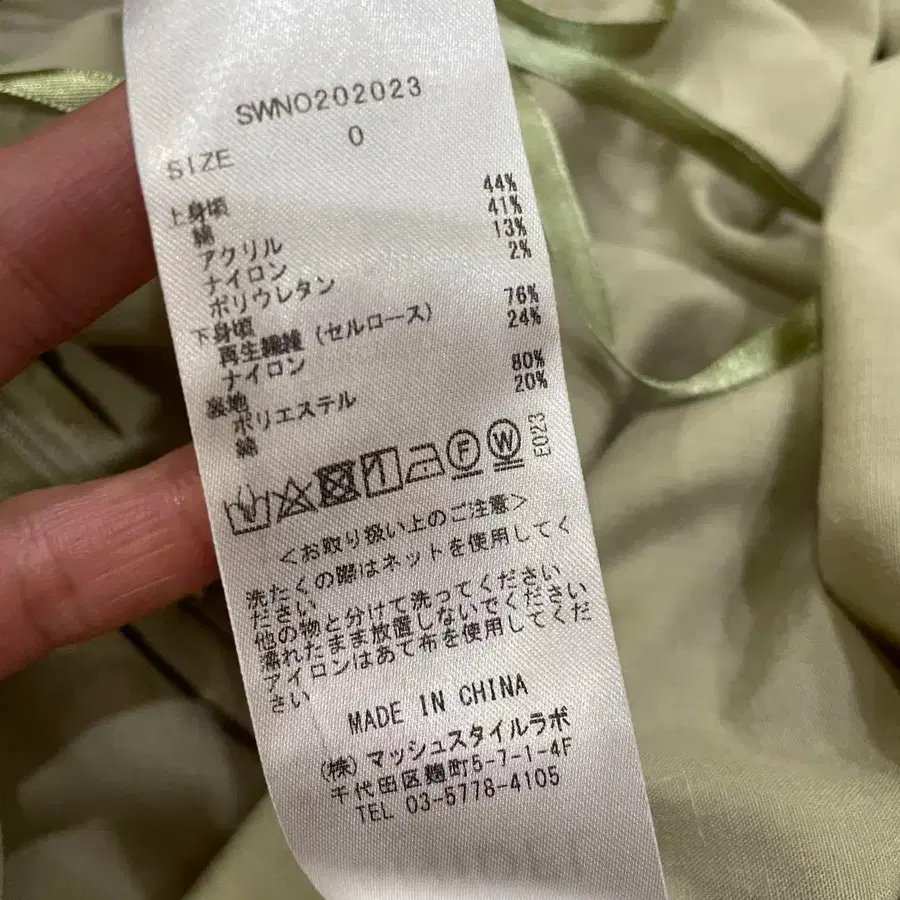 SWNO202023
SIZE 0
上身頃
綿 44%
アクリル 41%
ナイロン 13%
ポリウレタン 2%
下身頃
再生繊維(セルロース) 76%
ナイロン 24%
裏地
ポリエステル 80%
綿 20%
F W E023
<お取り扱い上のご注意>
洗たくの際はネットを使用してく
ださい
他の物と分けて洗ってください
濡れたまま放置しないでください
アイロンはあて布を使用してくだ
さい
MADE IN CHINA
(株)マッシュスタイルラボ
千代田区麹町5-7-1-4F
TEL 03-5778-4105